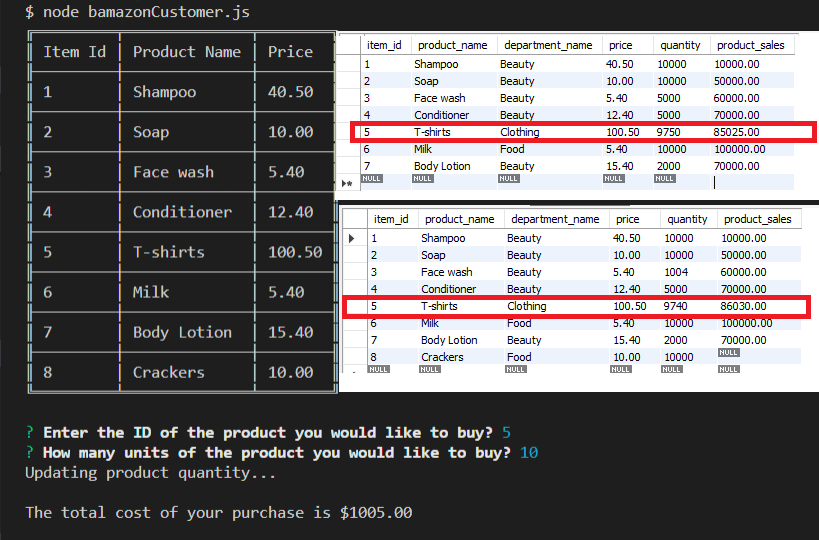 $ node bamazonCustomer.js
Item Id Product Name Price
1 Shampoo 40.50
2 Soap 10.00
3 Face wash 5.40
4 Conditioner 12.40
5 T-shirts 100.50
6 Milk 5.40
7 Body Lotion 15.40
8 Crackers 10.00
item_id product_name department_name price quantity product_sales
1 Shampoo Beauty 40.50 10000 10000.00
2 Soap Beauty 10.00 10000 50000.00
3 Face wash Beauty 5.40 5000 60000.00
4 Conditioner Beauty 12.40 5000 70000.00
5 T-shirts Clothing 100.50 9750 85025.00
6 Milk Food 5.40 10000 100000.00
7 Body Lotion Beauty 15.40 2000 70000.00
NULL NULL NULL NULL NULL
item_id product_name department_name price quantity product_sales
1 Shampoo Beauty 40.50 10000 10000.00
2 Soap Beauty 10.00 10000 50000.00
3 Face wash Beauty 5.40 1004 60000.00
4 Conditioner Beauty 12.40 5000 70000.00
5 T-shirts Clothing 100.50 9740 86030.00
6 Milk Food 5.40 10000 100000.00
7 Body Lotion Beauty 15.40 2000 70000.00
8 Crackers Food 10.00 10000 NULL
NULL NULL NULL NULL NULL NULL
? Enter the ID of the product you would like to buy? 5
? How many units of the product you would like to buy? 10
Updating product quantity...
The total cost of your purchase is $1005.00